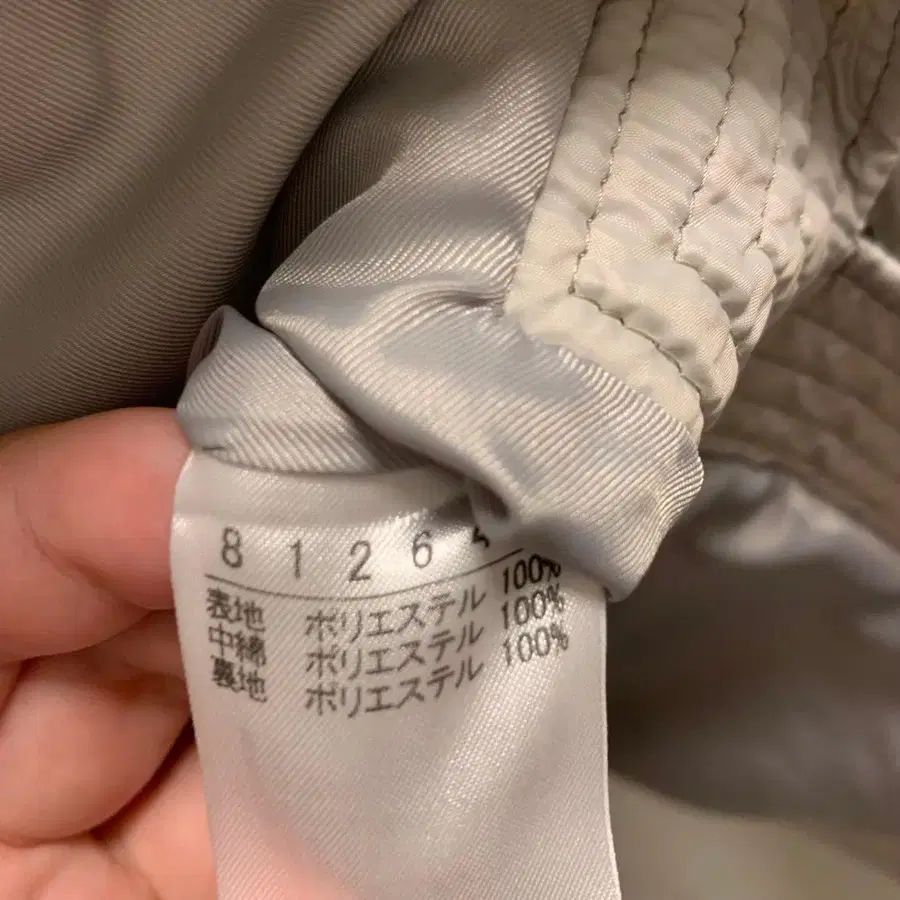 8 1 2 6 4
表地 ポリエステル 100%
中綿 ポリエステル 100%
裏地 ポリエステル 100%